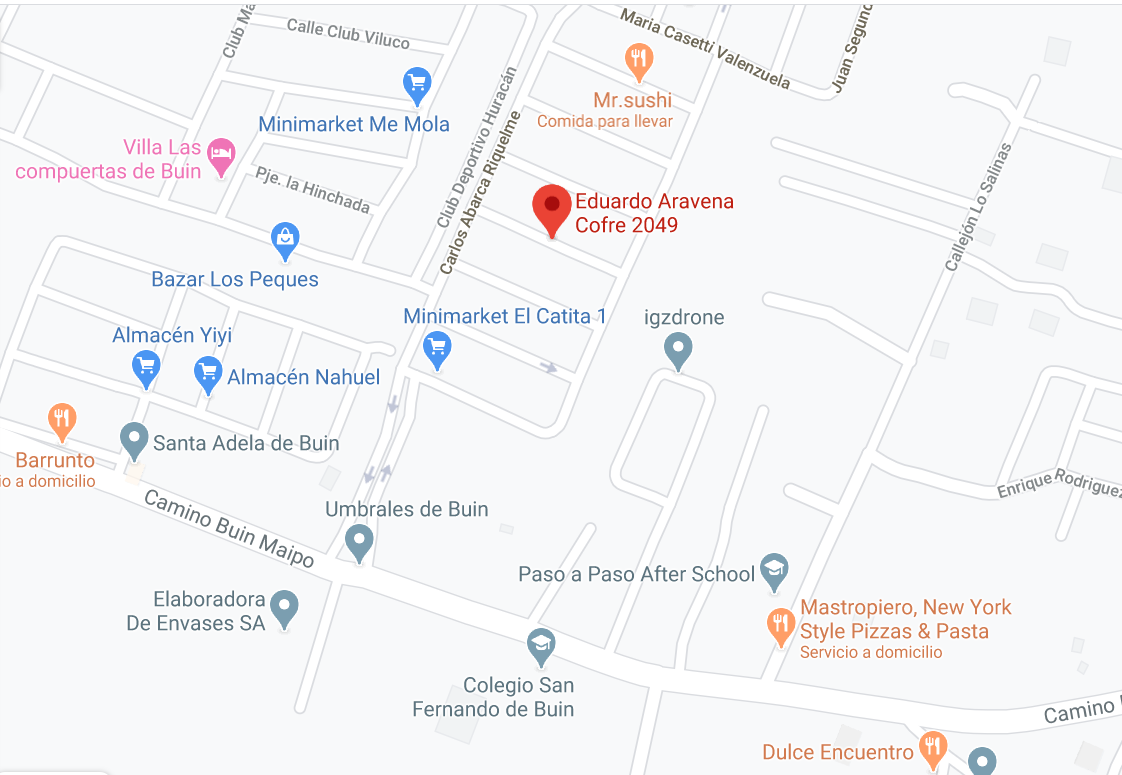 Club
Calle Club Viluco
Maria Casetti Valenzuela
Juan Segund
Mr.sushi
Comida para llevar
Minimarket Me Mola
Club Deportivo Huracán
Carlos Abarca Riquelme
Villa Las
compuertas de Buin
Pje. la Hinchada
Eduardo Aravena
Cofre 2049
Callejón Lo Salinas
Bazar Los Peques
Minimarket El Catita 1
igzdrone
Almacén Yiyi
Almacén Nahuel
Barrunto
io a domicilio
Santa Adela de Buin
Camino Buin Maipo
Umbrales de Buin
Enrique Rodriguez
Paso a Paso After School
Elaboradora
De Envases SA
Mastropiero, New York
Style Pizzas & Pasta
Servicio a domicilio
Colegio San
Fernando de Buin
Camino
Dulce Encuentro